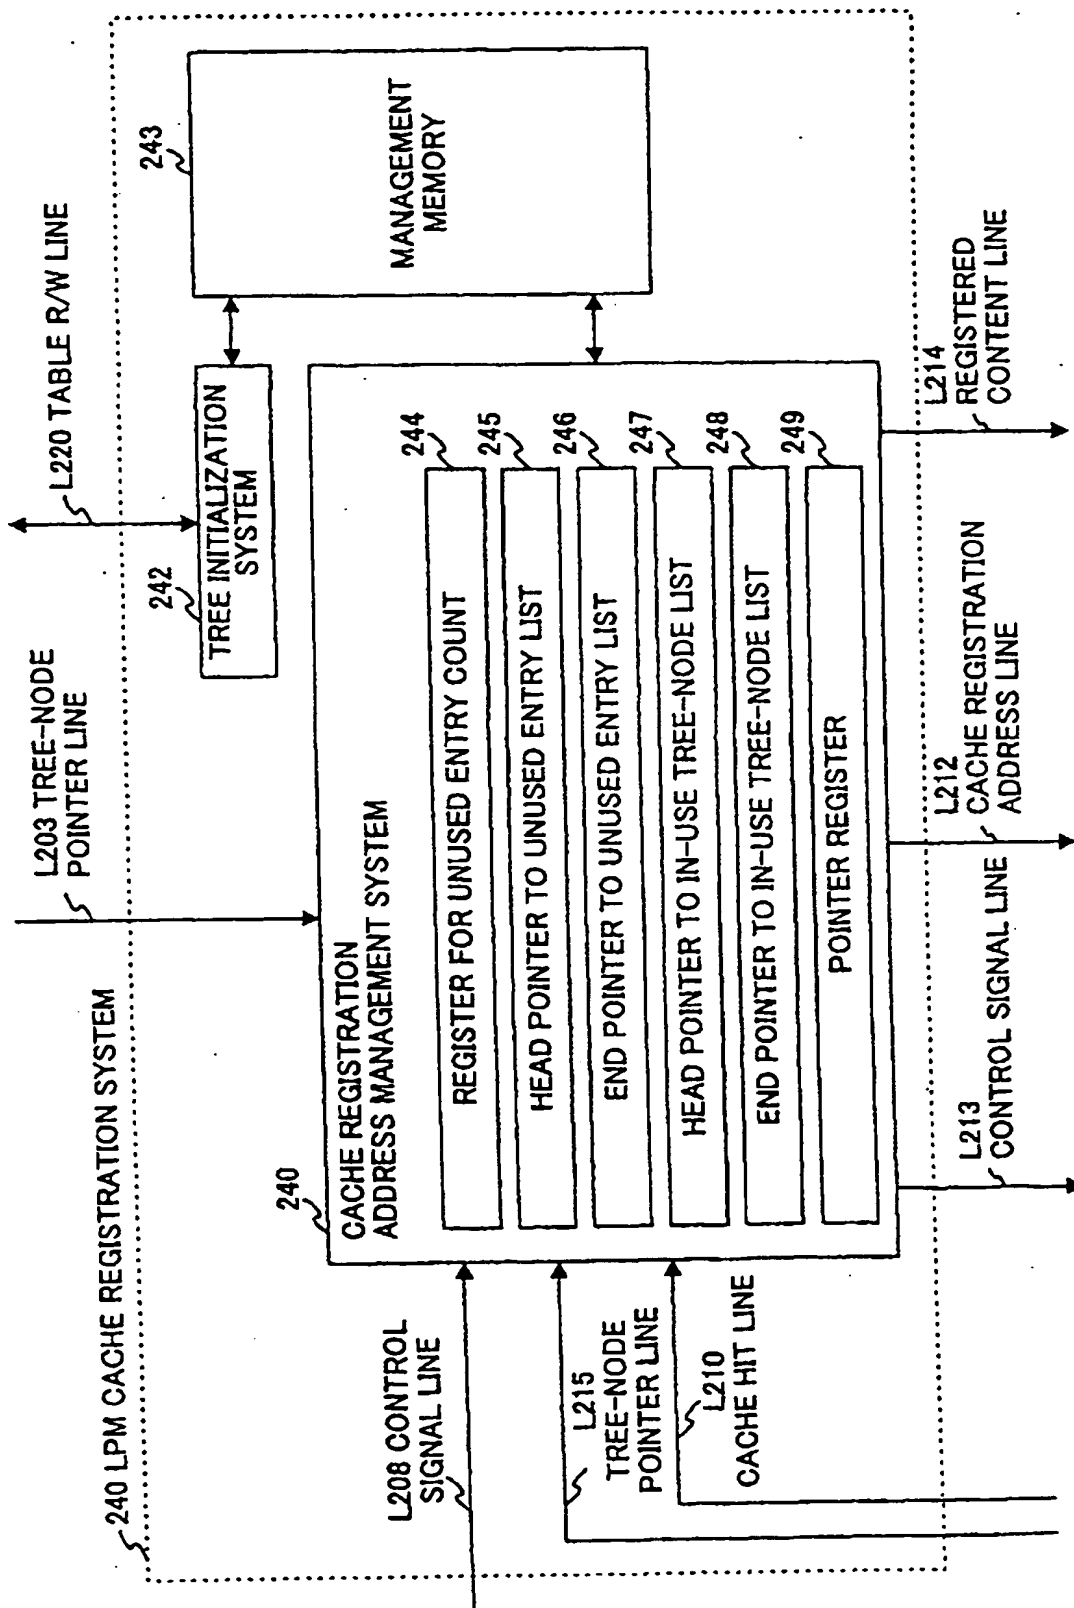 240 LPM CACHE REGISTRATION SYSTEM
L203 TREE-NODE
POINTER LINE
L220 TABLE R/W LINE
242
TREE INITIALIZATION
SYSTEM
243
MANAGEMENT
MEMORY
240
CACHE REGISTRATION
ADDRESS MANAGEMENT SYSTEM
REGISTER FOR UNUSED ENTRY COUNT
244
HEAD POINTER TO UNUSED ENTRY LIST
245
END POINTER TO UNUSED ENTRY LIST
246
HEAD POINTER TO IN-USE TREE-NODE LIST
247
END POINTER TO IN-USE TREE-NODE LIST
248
POINTER REGISTER
249
L208 CONTROL
SIGNAL LINE
L215
TREE-NODE
POINTER LINE
L210
CACHE HIT LINE
L213
CONTROL SIGNAL LINE
L212
CACHE REGISTRATION
ADDRESS LINE
L214
REGISTERED
CONTENT LINE